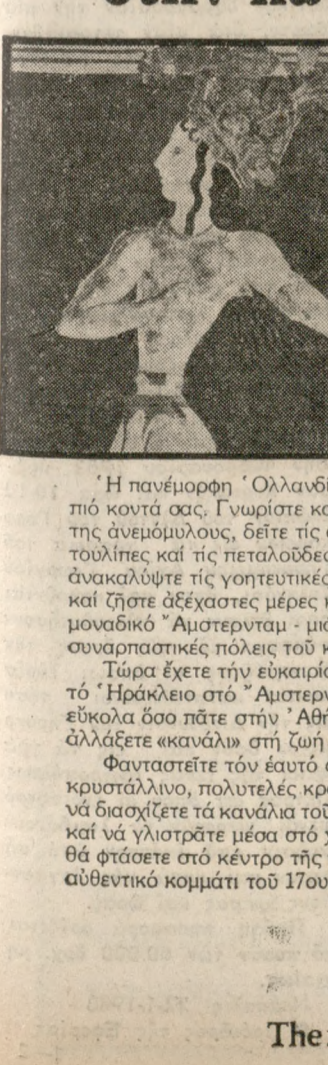 Ἡ πανέμορφη Ὁλλανδί
πιό κοντά σας. Γνωρίστε κα
της ἀνεμόμυλους, δεῖτε τίς
τουλίπες καί τίς πεταλοῦδες
ἀνακαλύψτε τίς γοητευτικές
καί ζῆστε ἀξέχαστες μέρες
μοναδικό Ἄμστερνταμ - μιά
συναρπαστικές πόλεις τοῦ κ
Τώρα ἔχετε τήν εὐκαιρί
τό Ἡράκλειο στό Ἄμστερν
εὔκολα ὅσο πᾶτε στήν Ἀθή
ἀλλάξετε «κανάλι» στή ζωή
Φανταστεῖτε τόν ἑαυτό
κρυστάλλινο, πολυτελές κρ
νά διασχίζετε τά κανάλια τοῦ
καί νά γλιστρᾶτε μέσα στό χ
θά φτάσετε στό κέντρο τῆς
αὐθεντικό κομμάτι τοῦ 17ου
The